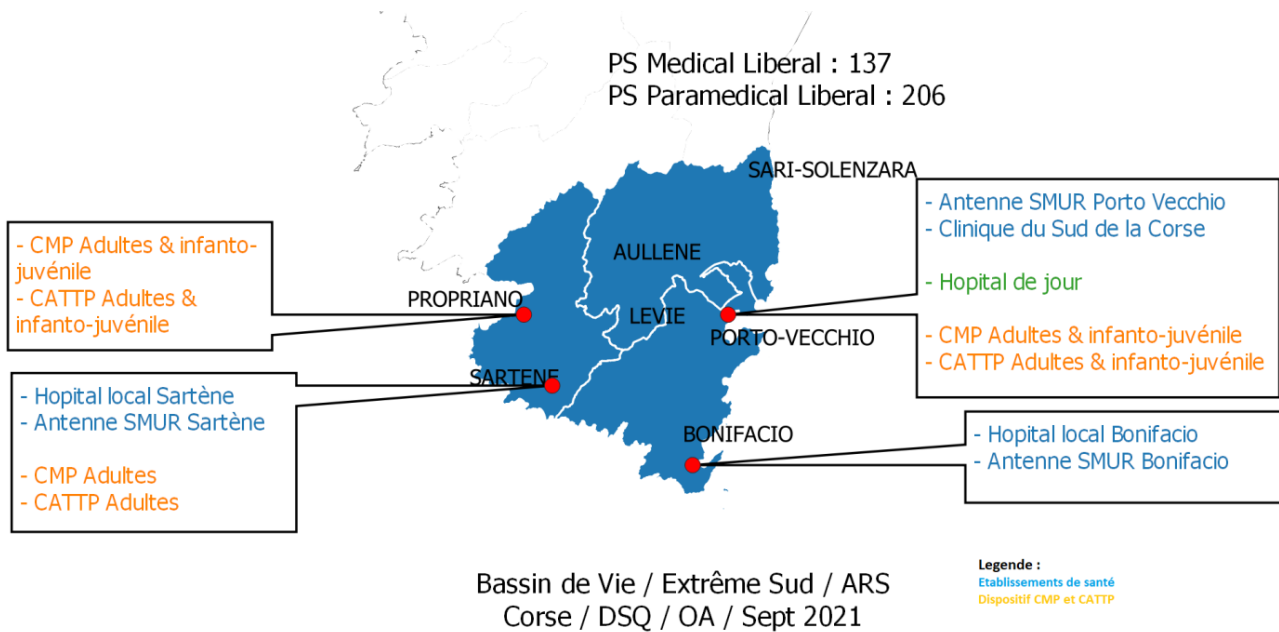 PS Medical Liberal : 137
PS Paramedical Liberal : 206
SARI-SOLENZARA
- Antenne SMUR Porto Vecchio
- Clinique du Sud de la Corse
- Hopital de jour
- CMP Adultes & infanto-juvénile
- CATTP Adultes & infanto-juvénile
- CMP Adultes & infanto-
juvénile
- CATTP Adultes &
infanto-juvénile
AULLENE
PROPRIANO
LEVIE
PORTO-VECCHIO
SARTENE
- Hopital local Sartène
- Antenne SMUR Sartène
- CMP Adultes
- CATTP Adultes
BONIFACIO
- Hopital local Bonifacio
- Antenne SMUR Bonifacio
Bassin de Vie / Extrême Sud / ARS
Corse / DSQ / OA / Sept 2021
Legende :
Etablissements de santé
Dispositif CMP et CATTP